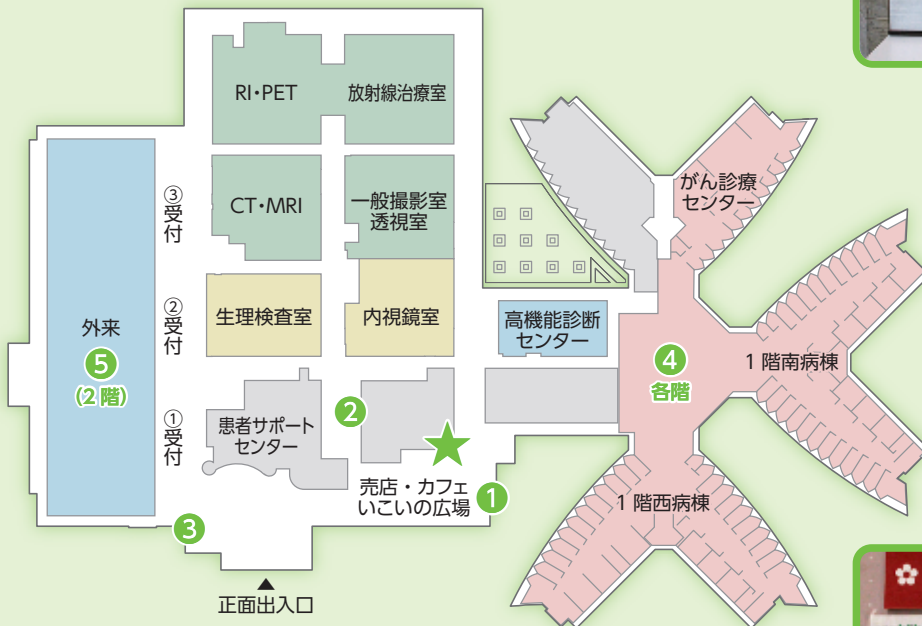 RI・PET
放射線治療室
CT・MRI
一般撮影室
透視室
がん診療
センター
③受付
外来
⑤
(2階)
②受付
生理検査室
内視鏡室
高機能診断
センター
④
各階
1階南病棟
①受付
患者サポート
センター
②
売店・カフェ
いこいの広場
①
1階西病棟
③
正面出入口